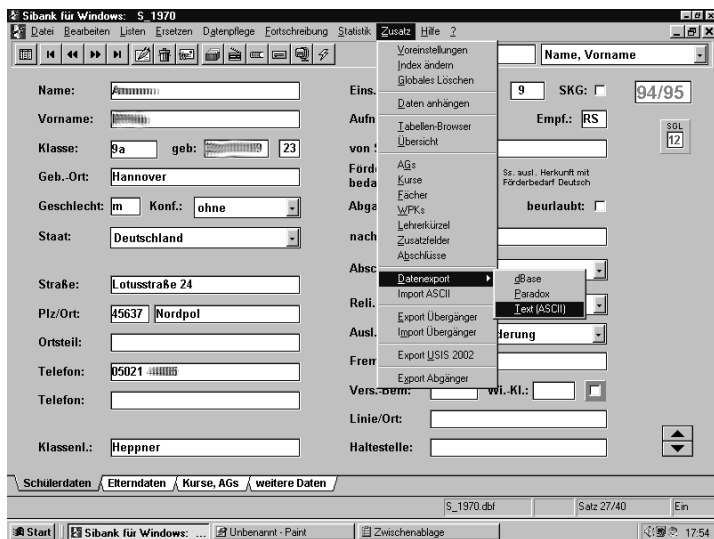 Sibank für Windows: S_1970
Datei Bearbeiten Listen Ersetzen Datenpflege Fortschreibung Statistik Zusatz Hilfe ?
Voreinstellungen
Index ändern
Globales Löschen
Daten anhängen
Tabellen-Browser
Übersicht
AGs
Kurse
Fächer
WPKs
Lehrerkürzel
Zusatzfelder
Abschlüsse
Datenexport
Import ASCII
Export Übergänger
Import Übergänger
Export USIS 2002
Export Abgänger
dBase
Paradox
Text (ASCII)
Name, Vorname
Name:
Eins.
9
SKG:
94/95
Vorname:
Aufn
Empf.: RS
SGL
12
Klasse: 9a
geb:
23
von
Geb.-Ort: Hannover
Förd
beda
Ss. ausl. Herkunft mit
Förderbedarf Deutsch
Geschlecht: m
Konf.: ohne
Abga
beurlaubt:
Staat: Deutschland
nach
Absc
Straße: Lotusstraße 24
Reli.
Plz/Ort: 45637 Nordpol
Ausl.
derung
Ortsteil:
Frem
Telefon: 05021
Vers.-Bem:
Wi.-Kl.:
Telefon:
Linie/Ort:
Klassenl.: Heppner
Haltestelle:
Schülerdaten Elterndaten Kurse, AGs weitere Daten
S_1970.dbf Satz 27/40 Ein
Start Sibank für Windows: ... Unbenannt - Paint Zwischenablage 17:54